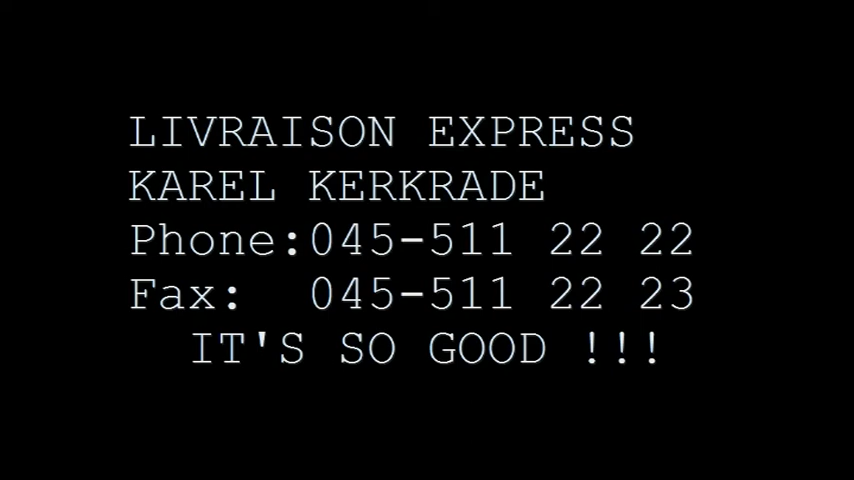 LIVRAISON EXPRESS
KAREL KERKRADE
Phone:045-511 22 22
Fax:  045-511 22 23
IT'S SO GOOD !!!